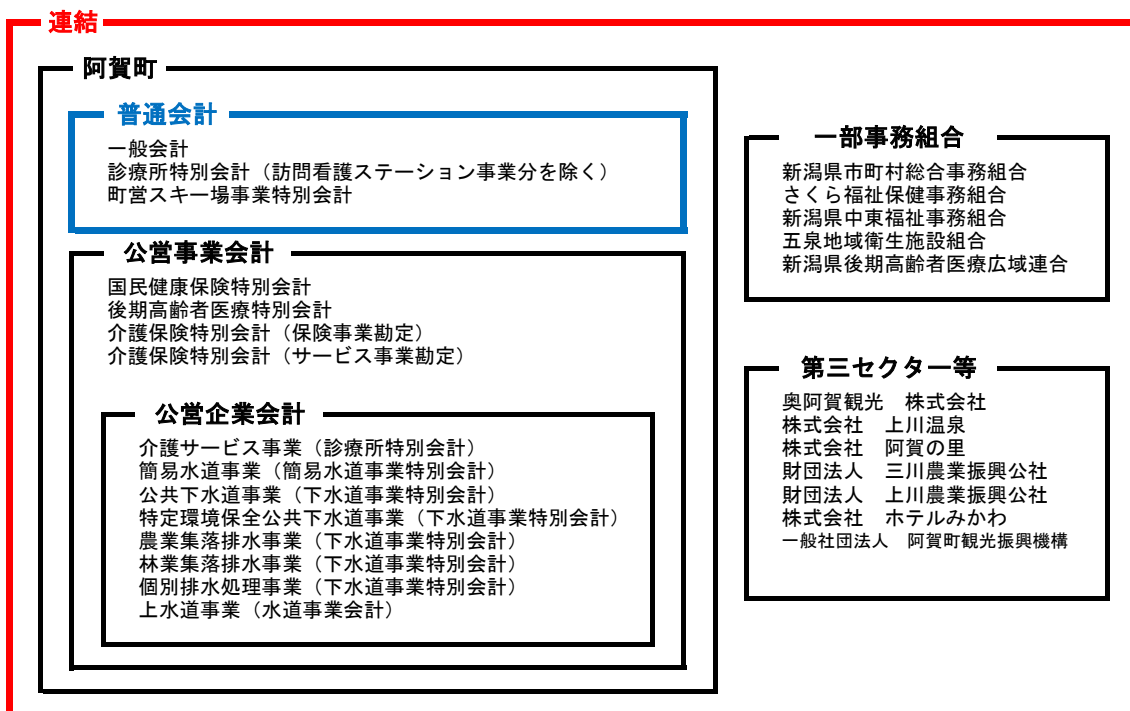 連結
阿賀町
普通会計
一般会計
診療所特別会計（訪問看護ステーション事業分を除く）
町営スキー場事業特別会計
公営事業会計
国民健康保険特別会計
後期高齢者医療特別会計
介護保険特別会計（保険事業勘定）
介護保険特別会計（サービス事業勘定）
公営企業会計
介護サービス事業（診療所特別会計）
簡易水道事業（簡易水道事業特別会計）
公共下水道事業（下水道事業特別会計）
特定環境保全公共下水道事業（下水道事業特別会計）
農業集落排水事業（下水道事業特別会計）
林業集落排水事業（下水道事業特別会計）
個別排水処理事業（下水道事業特別会計）
上水道事業（水道事業会計）
一部事務組合
新潟県市町村総合事務組合
さくら福祉保健事務組合
新潟県中東福祉事務組合
五泉地域衛生施設組合
新潟県後期高齢者医療広域連合
第三セクター等
奥阿賀観光　株式会社
株式会社　上川温泉
株式会社　阿賀の里
財団法人　三川農業振興公社
財団法人　上川農業振興公社
株式会社　ホテルみかわ
一般社団法人　阿賀町観光振興機構